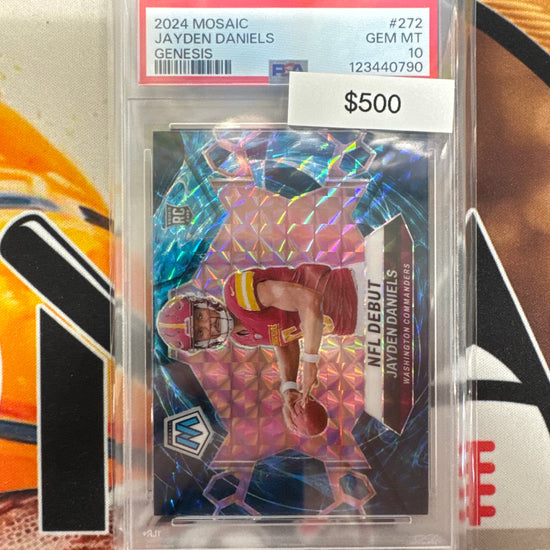 2024 MOSAIC #272
JAYDEN DANIELS GEM MT
GENESIS 10
PSA 123440790
$500
RC
NFL DEBUT
JAYDEN DANIELS
WASHINGTON COMMANDERS
MOSAIC